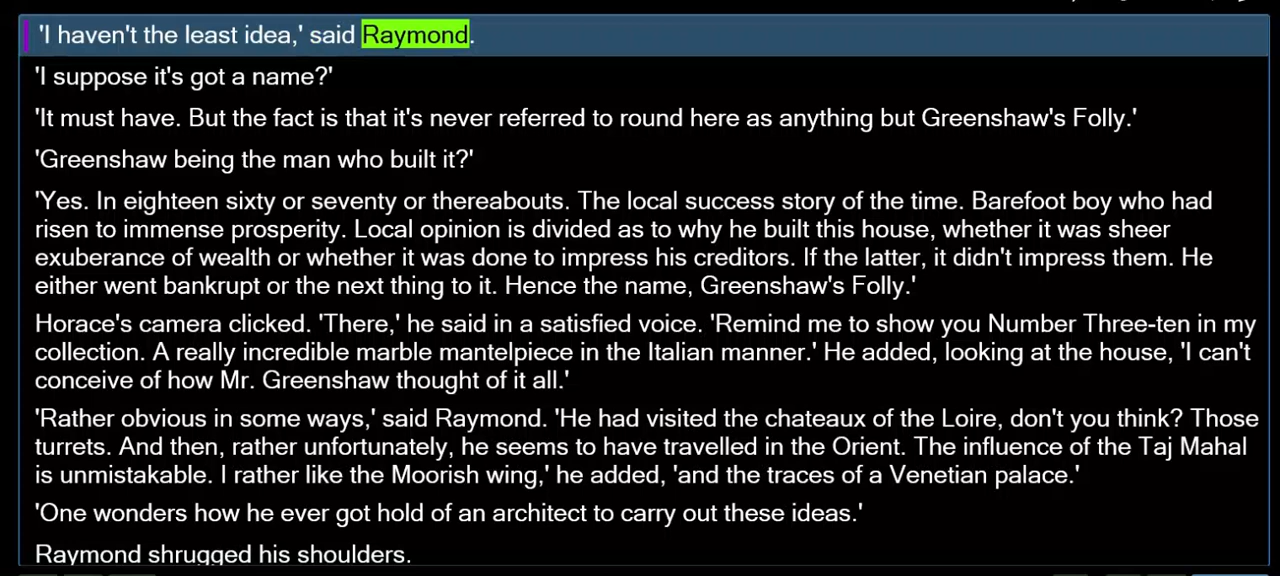 'I haven't the least idea,' said Raymond.
'I suppose it's got a name?'
'It must have. But the fact is that it's never referred to round here as anything but Greenshaw's Folly.'
'Greenshaw being the man who built it?'
'Yes. In eighteen sixty or seventy or thereabouts. The local success story of the time. Barefoot boy who had
risen to immense prosperity. Local opinion is divided as to why he built this house, whether it was sheer
exuberance of wealth or whether it was done to impress his creditors. If the latter, it didn't impress them. He
either went bankrupt or the next thing to it. Hence the name, Greenshaw's Folly.'
Horace's camera clicked. 'There,' he said in a satisfied voice. 'Remind me to show you Number Three-ten in my
collection. A really incredible marble mantelpiece in the Italian manner.' He added, looking at the house, 'I can't
conceive of how Mr. Greenshaw thought of it all.'
'Rather obvious in some ways,' said Raymond. 'He had visited the chateaux of the Loire, don't you think? Those
turrets. And then, rather unfortunately, he seems to have travelled in the Orient. The influence of the Taj Mahal
is unmistakable. I rather like the Moorish wing,' he added, 'and the traces of a Venetian palace.'
'One wonders how he ever got hold of an architect to carry out these ideas.'
Raymond shrugged his shoulders.